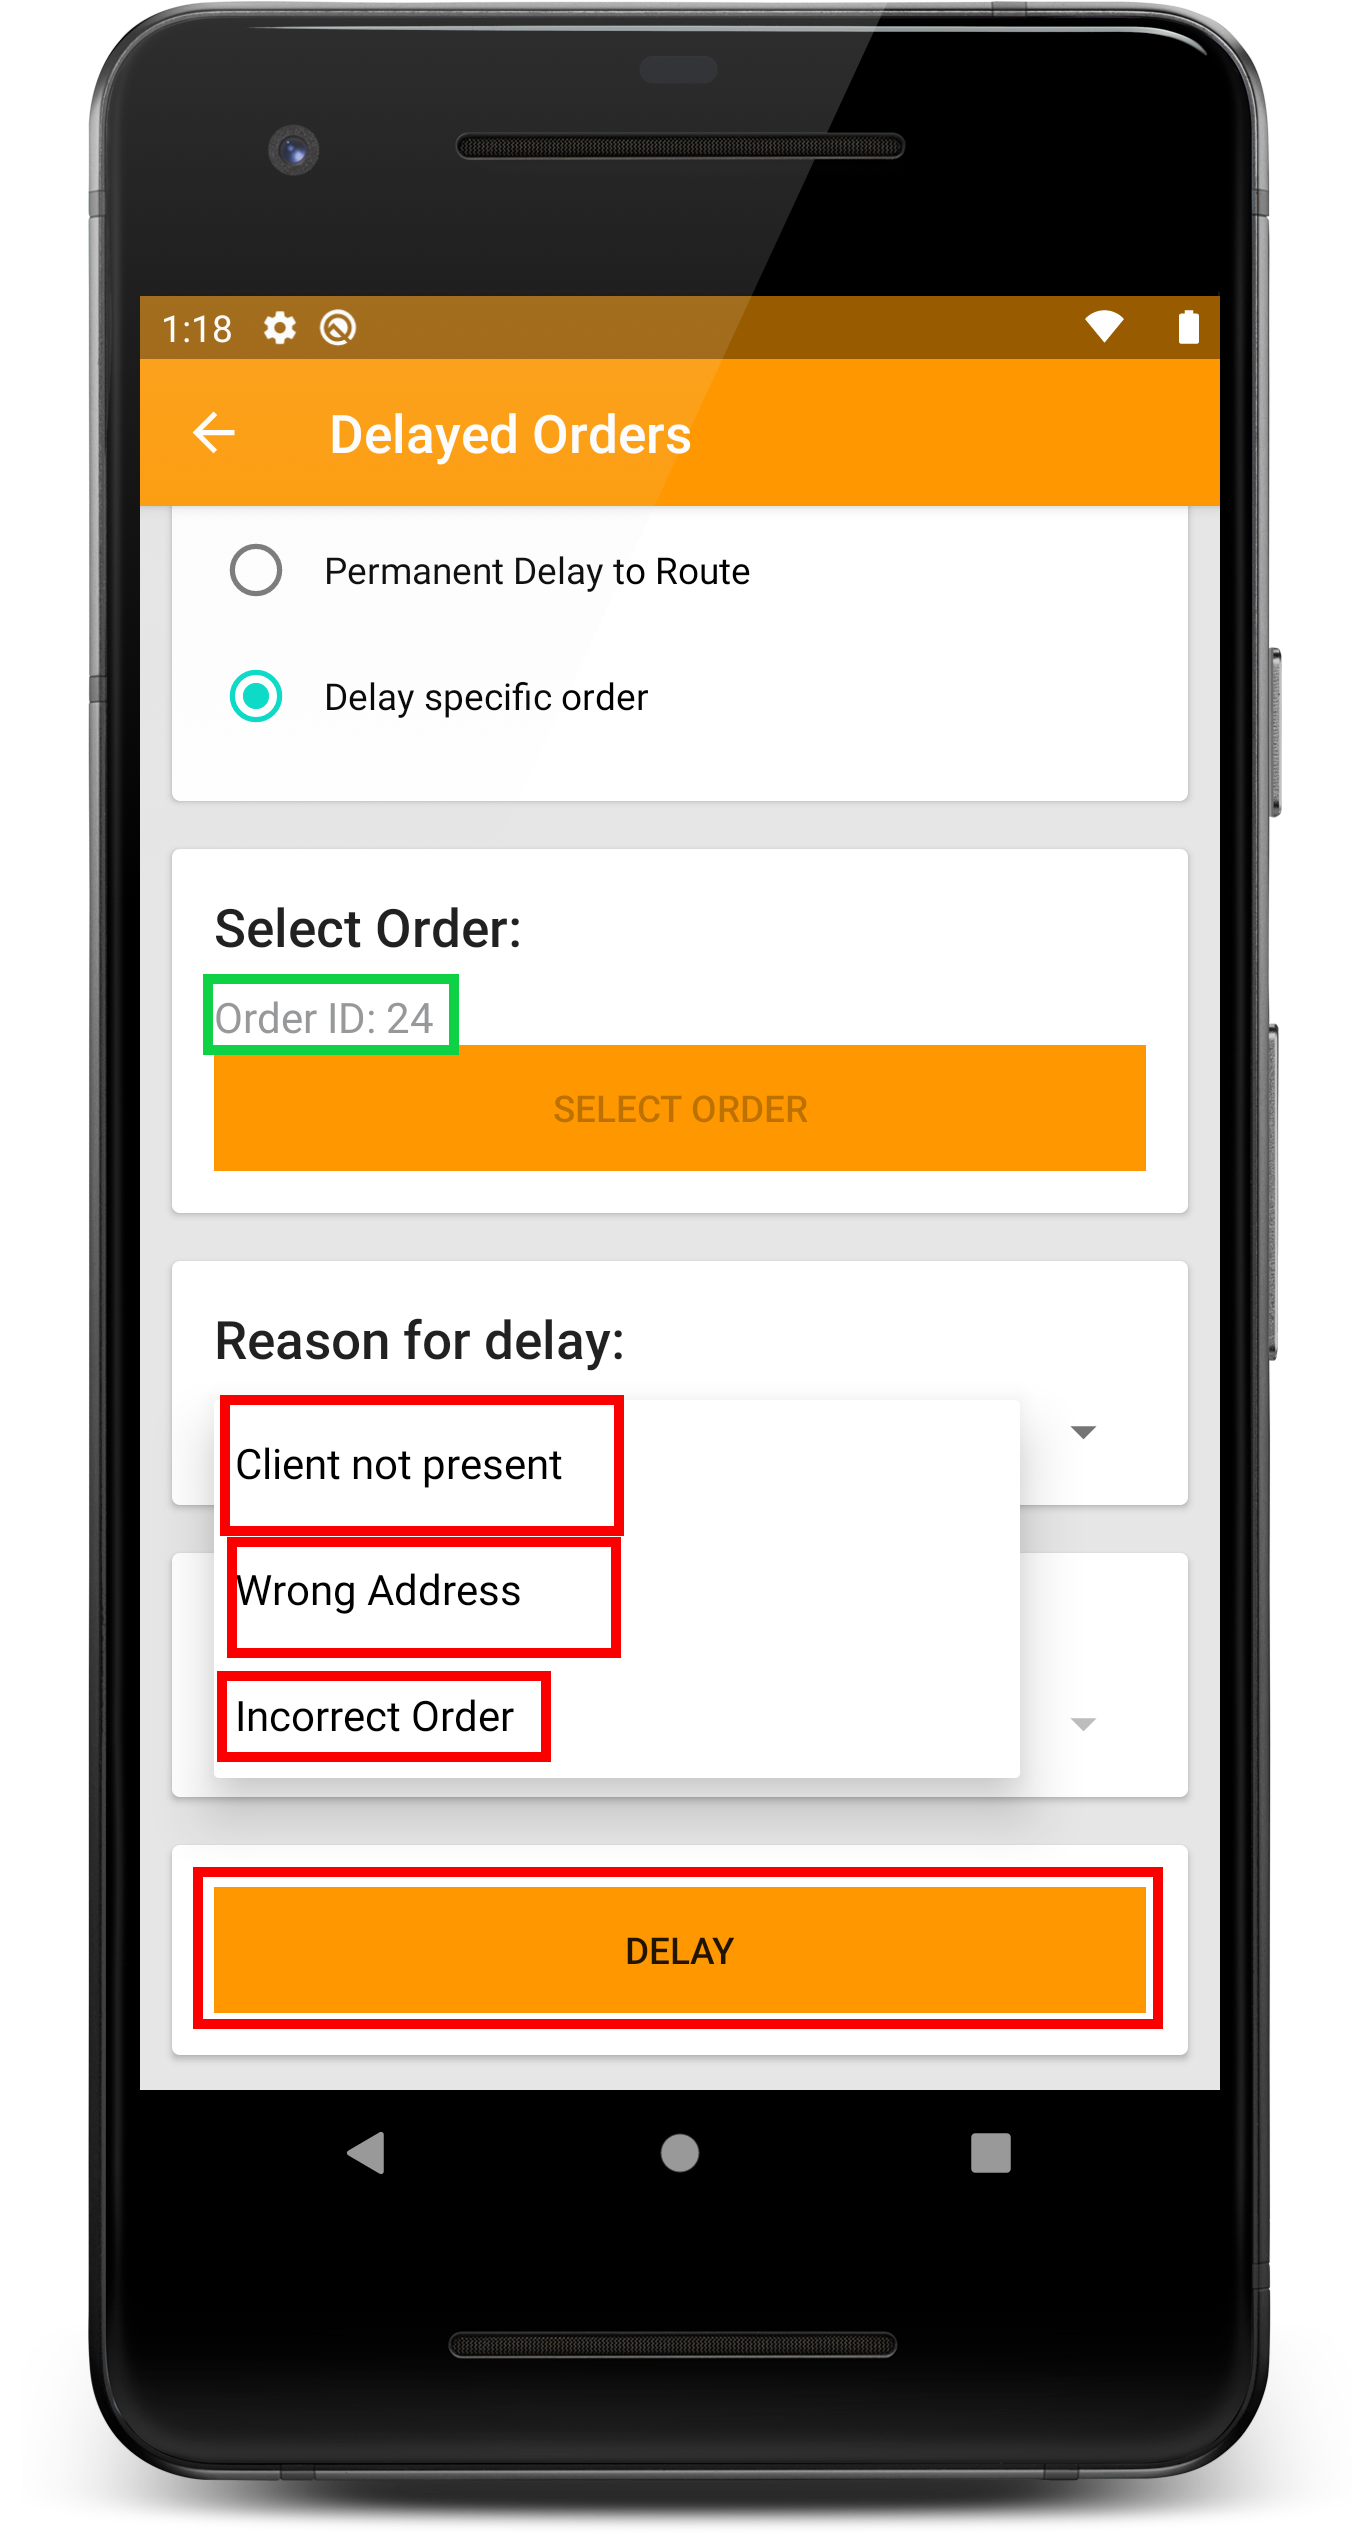 1:18
Delayed Orders
Permanent Delay to Route
Delay specific order
Select Order:
Order ID: 24
SELECT ORDER
Reason for delay:
Client not present
Wrong Address
Incorrect Order
DELAY